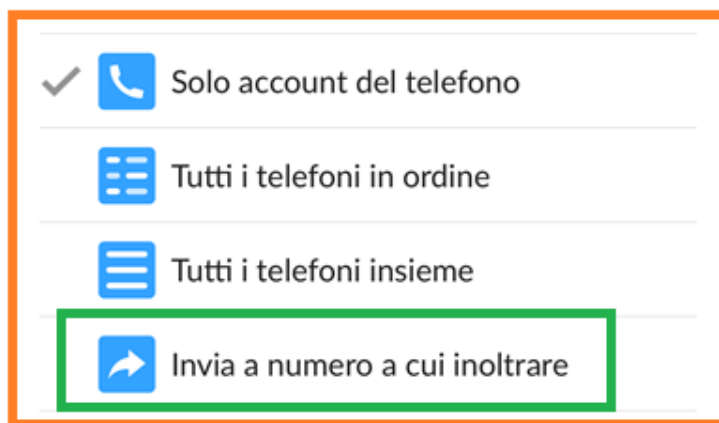 Solo account del telefono
Tutti i telefoni in ordine
Tutti i telefoni insieme
Invia a numero a cui inoltrare